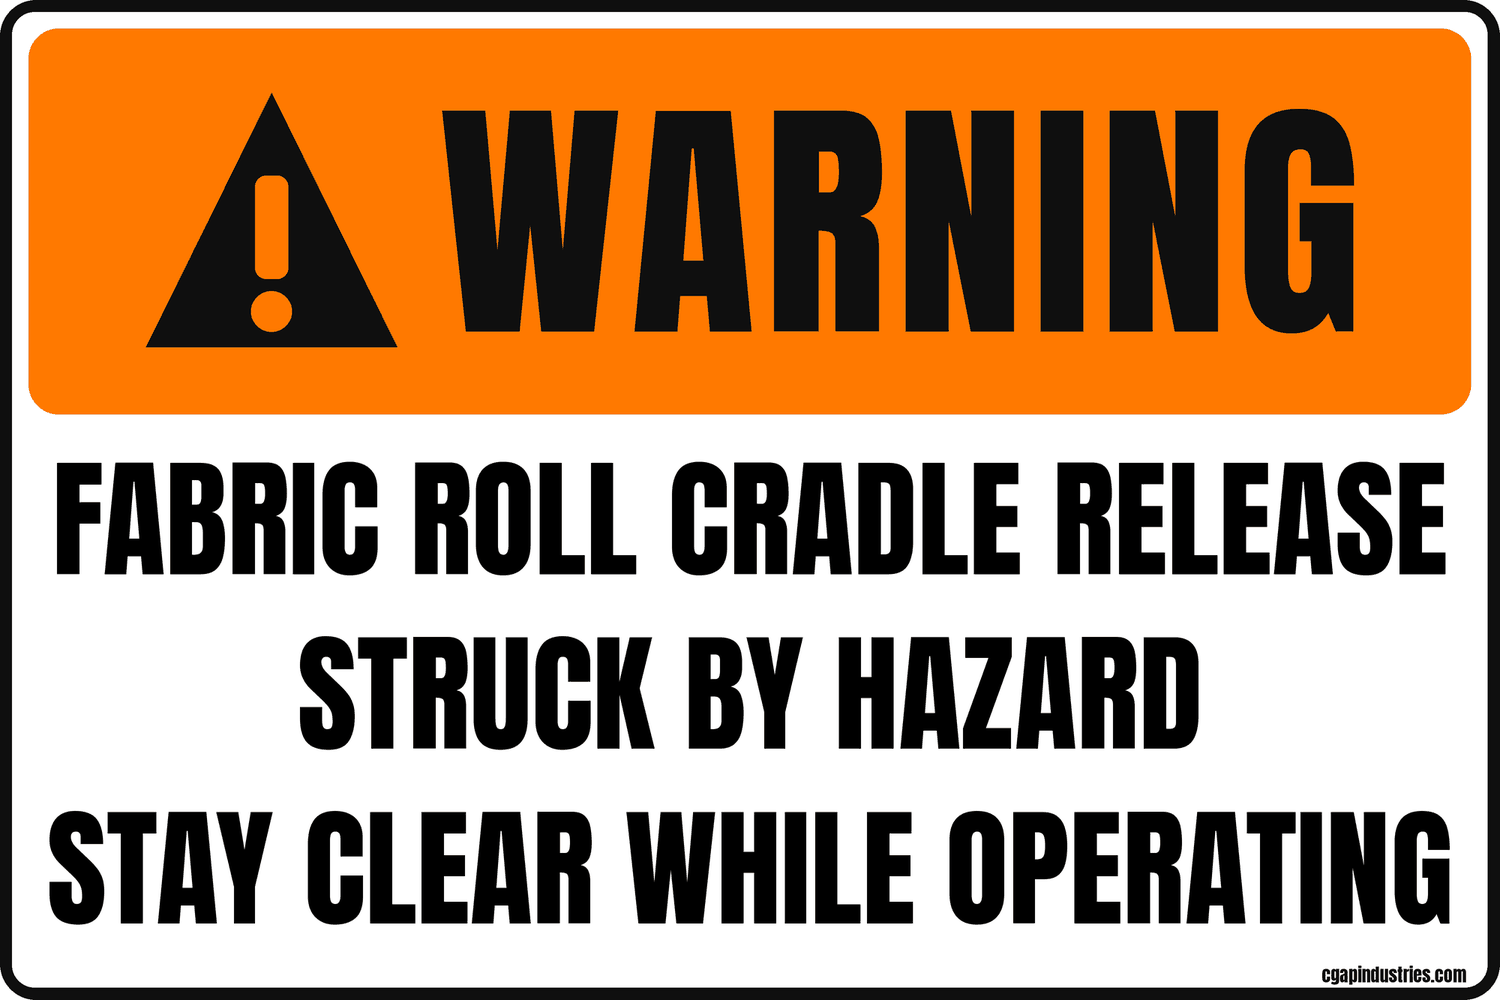 WARNING
FABRIC ROLL CRADLE RELEASE
STRUCK BY HAZARD
STAY CLEAR WHILE OPERATING
cgapindustries.com